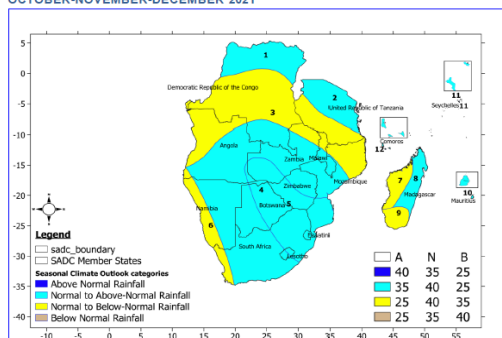 OCTOBER-NOVEMBER-DECEMBER 2021
5
0
-5
-10
-15
-20
-25
-30
-35
-40
-10 -5 0 5 10 15 20 25 30 35 40 45 50 55
1
Democratic Republic of the Congo
2
United Republic of Tanzania
3
11
Seychelles
11
Comoros
12
Angola
Zambia
Malawi
Mozambique
7
8
Madagascar
10
Mauritius
4
Zimbabwe
Namibia
Botswana
5
9
6
Eswatini
South Africa
Lesotho
Legend
sadc_boundary
SADC Member States
Seasonal Climate Outlook categories
Above Normal Rainfall
Normal to Above-Normal Rainfall
Normal to Below-Normal Rainfall
Below Normal Rainfall
A N B
40 35 25
35 40 25
25 40 35
25 35 40